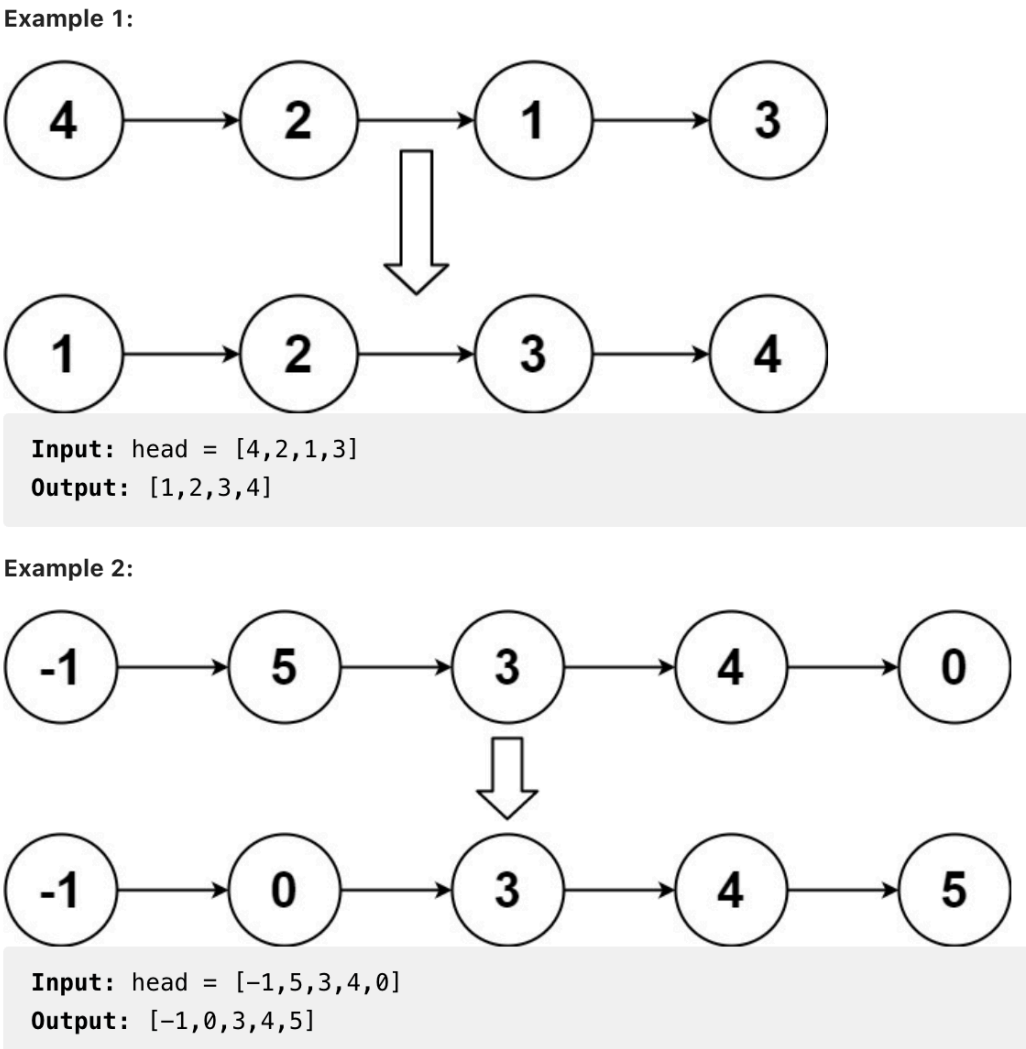 Example 1:
4 2 1 3
1 2 3 4
Input: head = [4,2,1,3]
Output: [1,2,3,4]
Example 2:
-1 5 3 4 0
-1 0 3 4 5
Input: head = [-1,5,3,4,0]
Output: [-1,0,3,4,5]